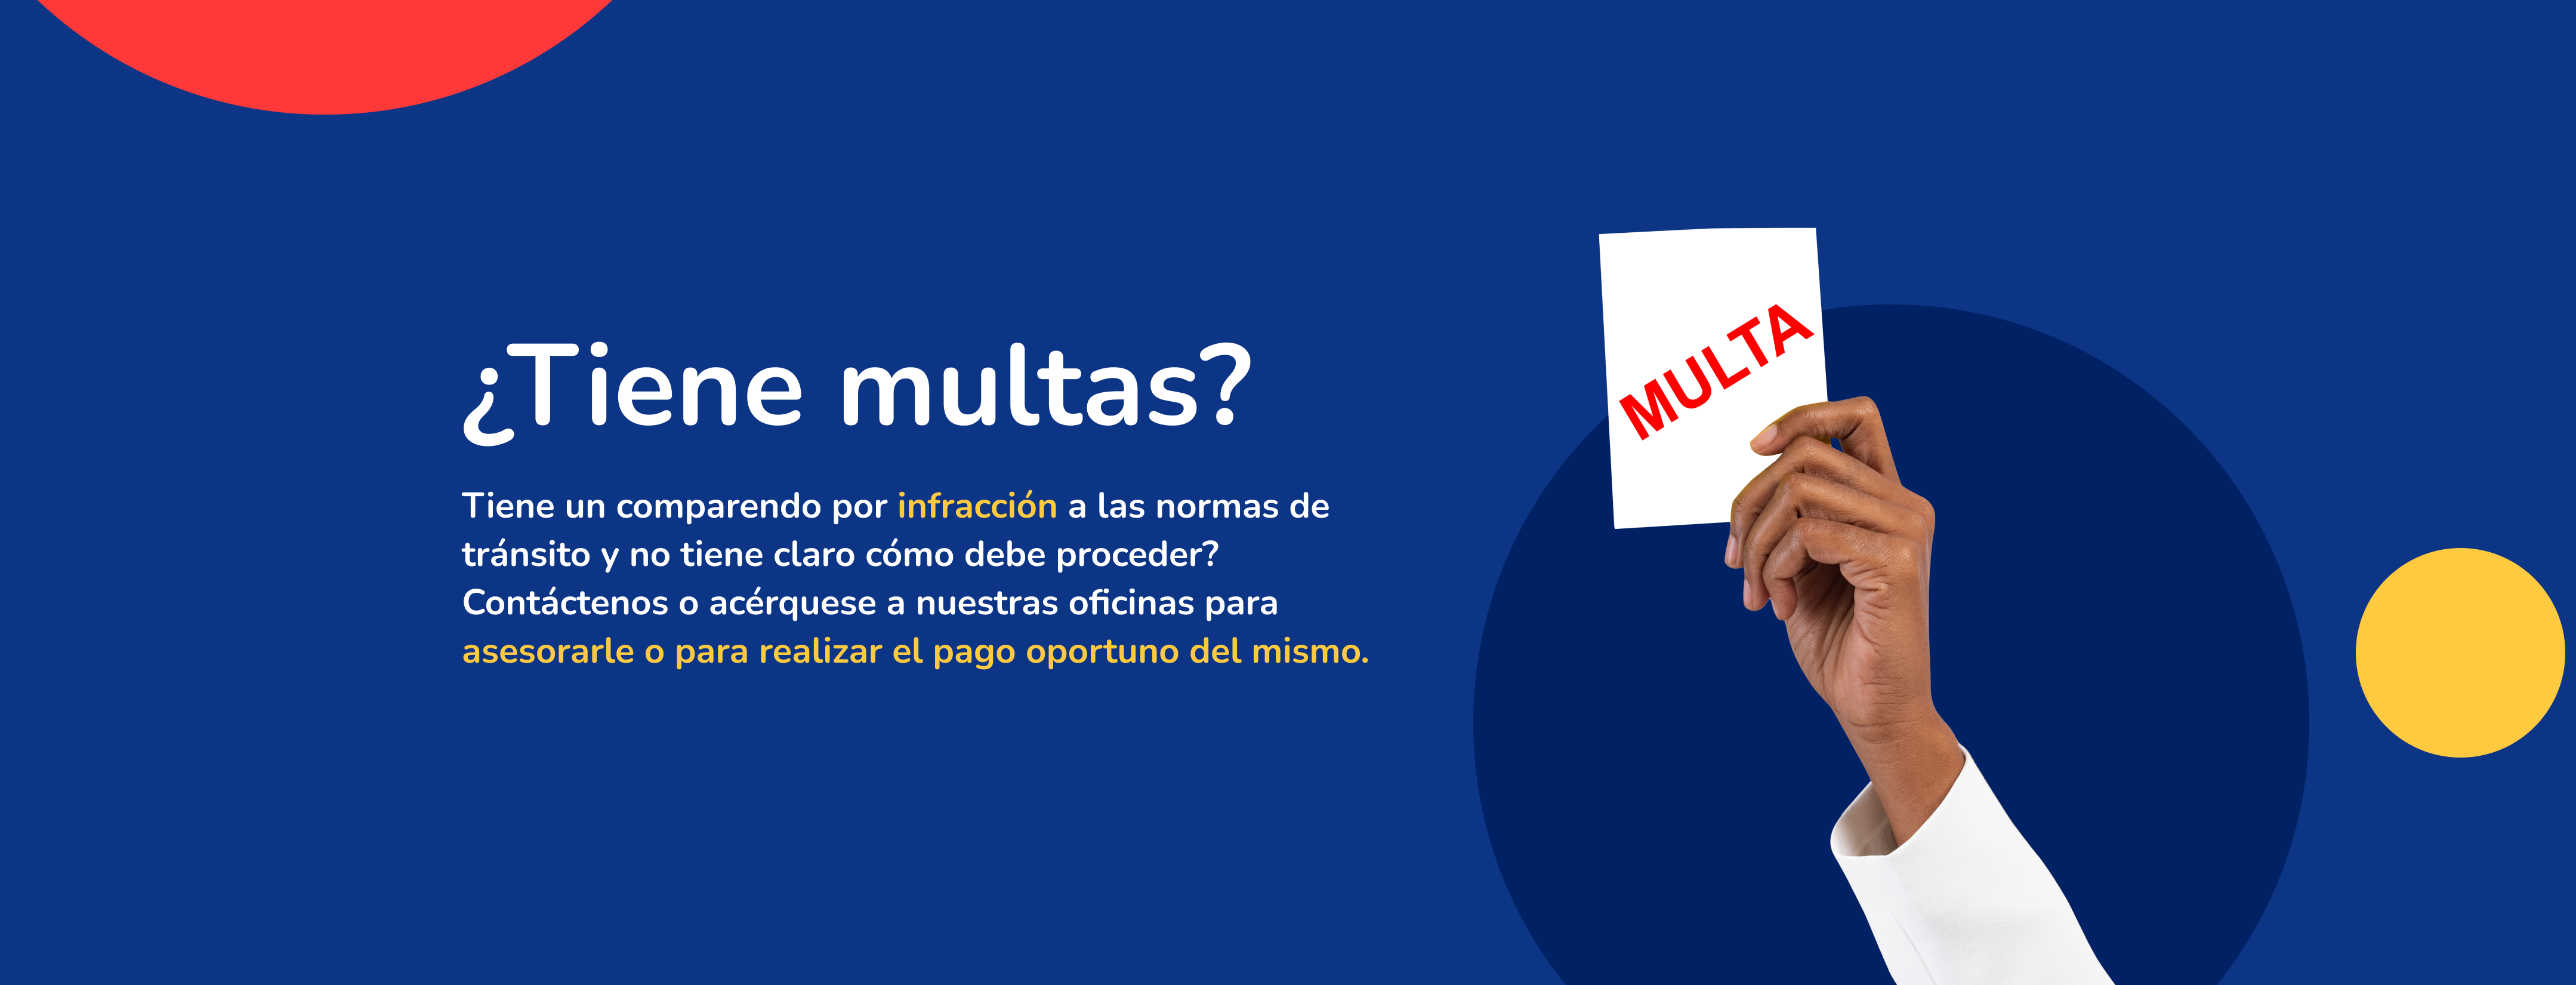 ¿Tiene multas?
Tiene un comparendo por infracción a las normas de
tránsito y no tiene claro cómo debe proceder?
Contáctenos o acérquese a nuestras oficinas para
asesorarle o para realizar el pago oportuno del mismo.
MULTA